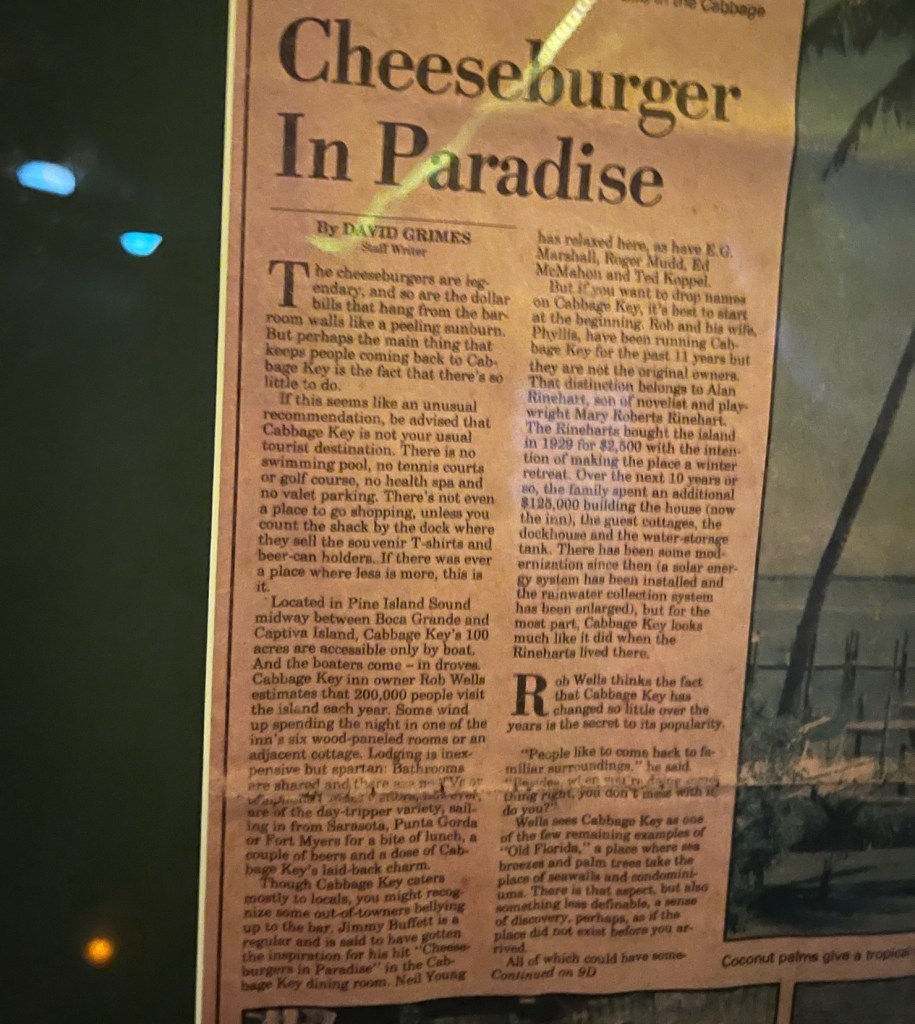 the Cabbage
Cheeseburger
In Paradise
By DAVID GRIMES
Staff Writer
The cheeseburgers are leg-
endary, and so are the dollar
bills that hang from the bar-
room walls like a peeling sunburn.
But perhaps the main thing that
keeps people coming back to Cab-
bage Key is the fact that there's so
little to do.
If this seems like an unusual
recommendation, be advised that
Cabbage Key is not your usual
tourist destination. There is no
swimming pool, no tennis courts
or golf course, no health spa and
no valet parking. There's not even
a place to go shopping, unless you
count the shack by the dock where
they sell the souvenir T-shirts and
beer-can holders. If there was ever
a place where less is more, this is
it.
Located in Pine Island Sound
midway between Boca Grande and
Captiva Island, Cabbage Key's 100
acres are accessible only by boat.
And the boaters come – in droves.
Cabbage Key inn owner Rob Wells
estimates that 200,000 people visit
the island each year. Some wind
up spending the night in one of the
inn's six wood-paneled rooms or an
adjacent cottage. Lodging is inex-
pensive but spartan: Bathrooms
are shared and there
are of the day-tripper variety, sail-
ing in from Sarasota, Punta Gorda
or Fort Myers for a bite of lunch, a
couple of beers and a dose of Cab-
bage Key's laid-back charm.
Though Cabbage Key caters
mostly to locals, you might recog-
nize some out-of-towners bellying
up to the bar. Jimmy Buffett is a
regular and is said to have gotten
the inspiration for his hit "Cheese-
burgers in Paradise" in the Cab-
bage Key dining room. Neil Young
has relaxed here, as have E.G.
Marshall, Roger Mudd, Ed
McMahon and Ted Koppel.
But if you want to drop names
on Cabbage Key, it's best to start
at the beginning. Rob and his wife,
Phyllis, have been running Cab-
bage Key for the past 11 years but
they are not the original owners.
That distinction belongs to Alan
Rinehart, son of novelist and play-
wright Mary Roberts Rinehart.
The Rineharts bought the island
in 1929 for $2,500 with the inten-
tion of making the place a winter
retreat. Over the next 10 years or
so, the family spent an additional
$125,000 building the house (now
the inn), the guest cottages, the
dockhouse and the water-storage
tank. There has been some mod-
ernization since then (a solar ener-
gy system has been installed and
the rainwater collection system
has been enlarged), but for the
most part, Cabbage Key looks
much like it did when the
Rineharts lived there.
Rob Wells thinks the fact
that Cabbage Key has
changed so little over the
years is the secret to its popularity.
"People like to come back to fa-
miliar surroundings," he said.
"Besides, when you're doing some-
thing right, you don't mess with it,
do you?"
Wells sees Cabbage Key as one
of the few remaining examples of
"Old Florida," a place where sea
breezes and palm trees take the
place of seawalls and condomini-
ums. There is that aspect, but also
something less definable, a sense
of discovery, perhaps, as if the
place did not exist before you ar-
rived.
All of which could have some-
Continued on 9D
Coconut palms give a tropical